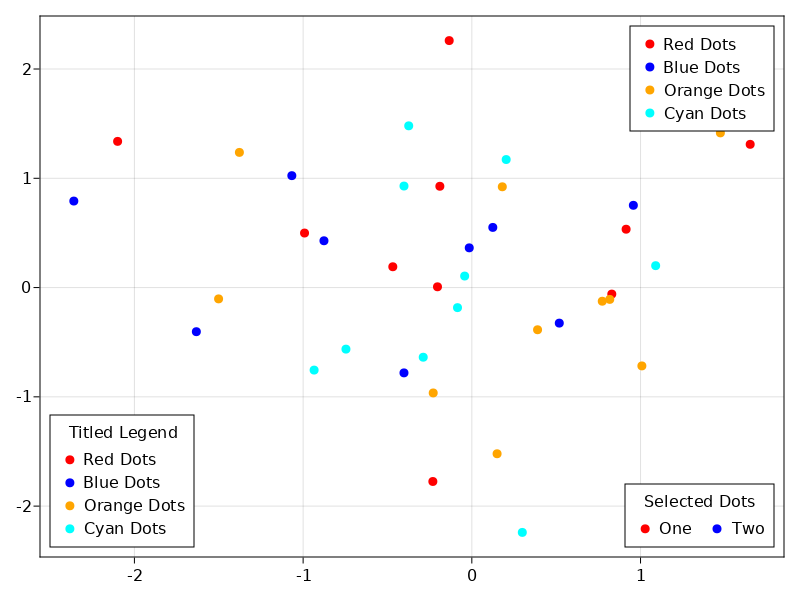 2
1
0
-1
-2
Red Dots
Blue Dots
Orange Dots
Cyan Dots
Titled Legend
Red Dots
Blue Dots
Orange Dots
Cyan Dots
Selected Dots
One Two
-2 -1 0 1